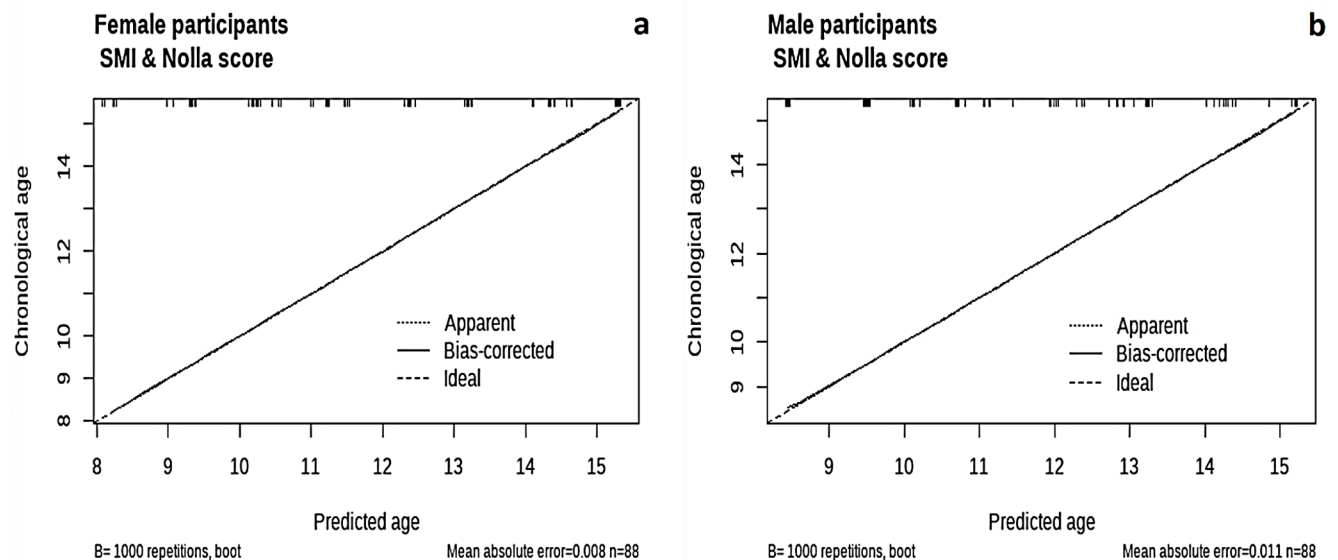 Female participants
SMI & Nolla score
a
Chronological age
14
12
10
9
8
Apparent
Bias-corrected
Ideal
8 9 10 11 12 13 14 15
Predicted age
B= 1000 repetitions, boot
Mean absolute error=0.008 n=88
Male participants
SMI & Nolla score
b
Chronological age
14
12
10
9
Apparent
Bias-corrected
Ideal
9 10 11 12 13 14 15
Predicted age
B= 1000 repetitions, boot
Mean absolute error=0.011 n=88